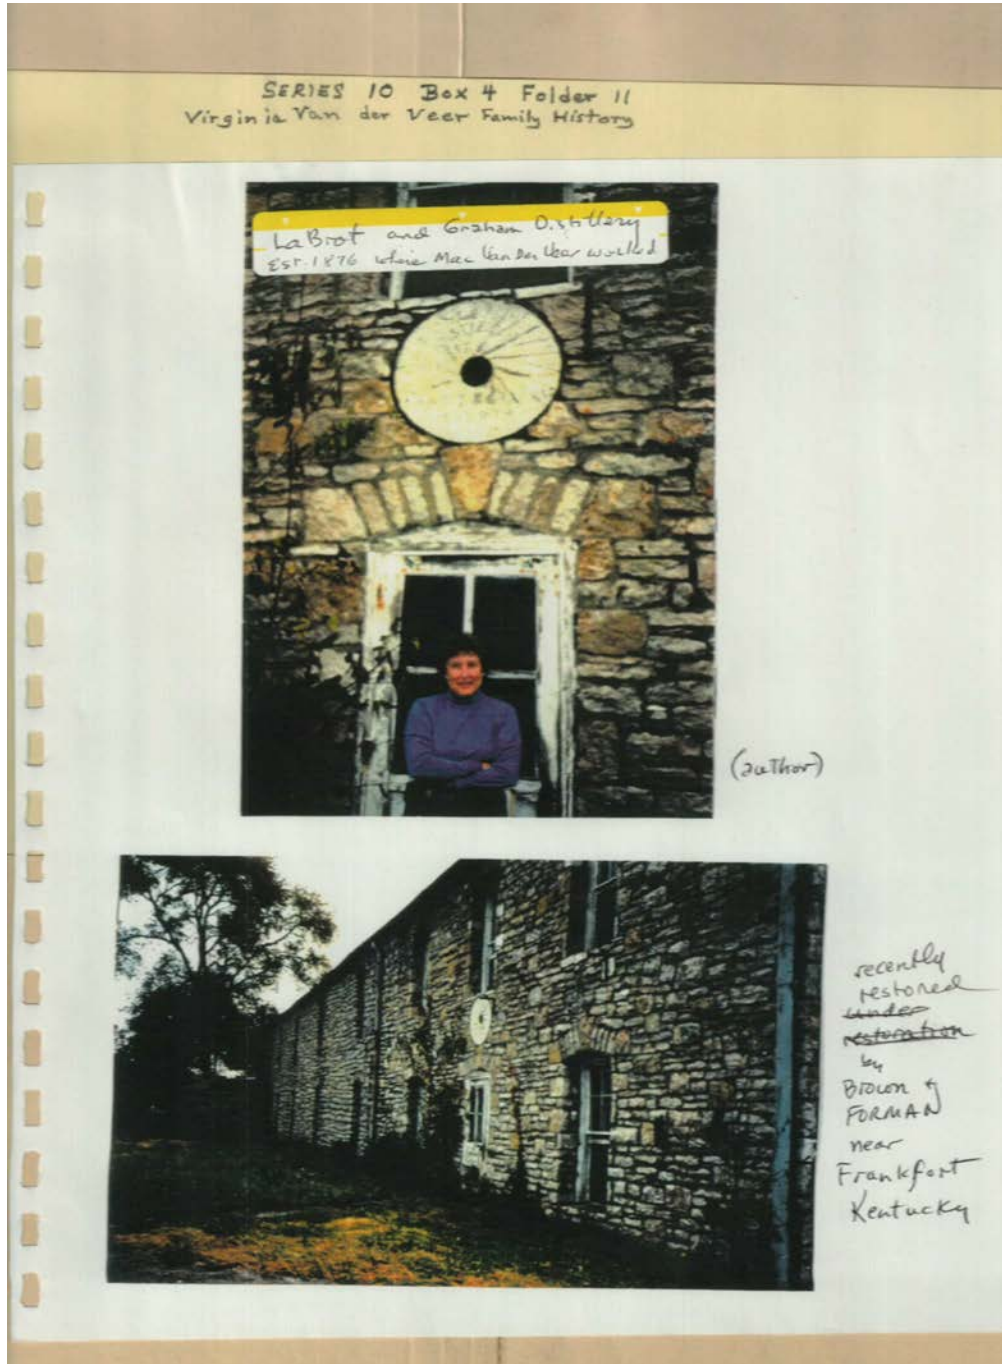 SERIES 10 Box 4 Folder 11
Virginia Van der Veer Family History
LaBrot and Graham Distillery
Est. 1876 where Mac Van Der Veer worked
(author)
recently
restored
under
restoration
by
Brown &
FORMAN
near
Frankfort
Kentucky